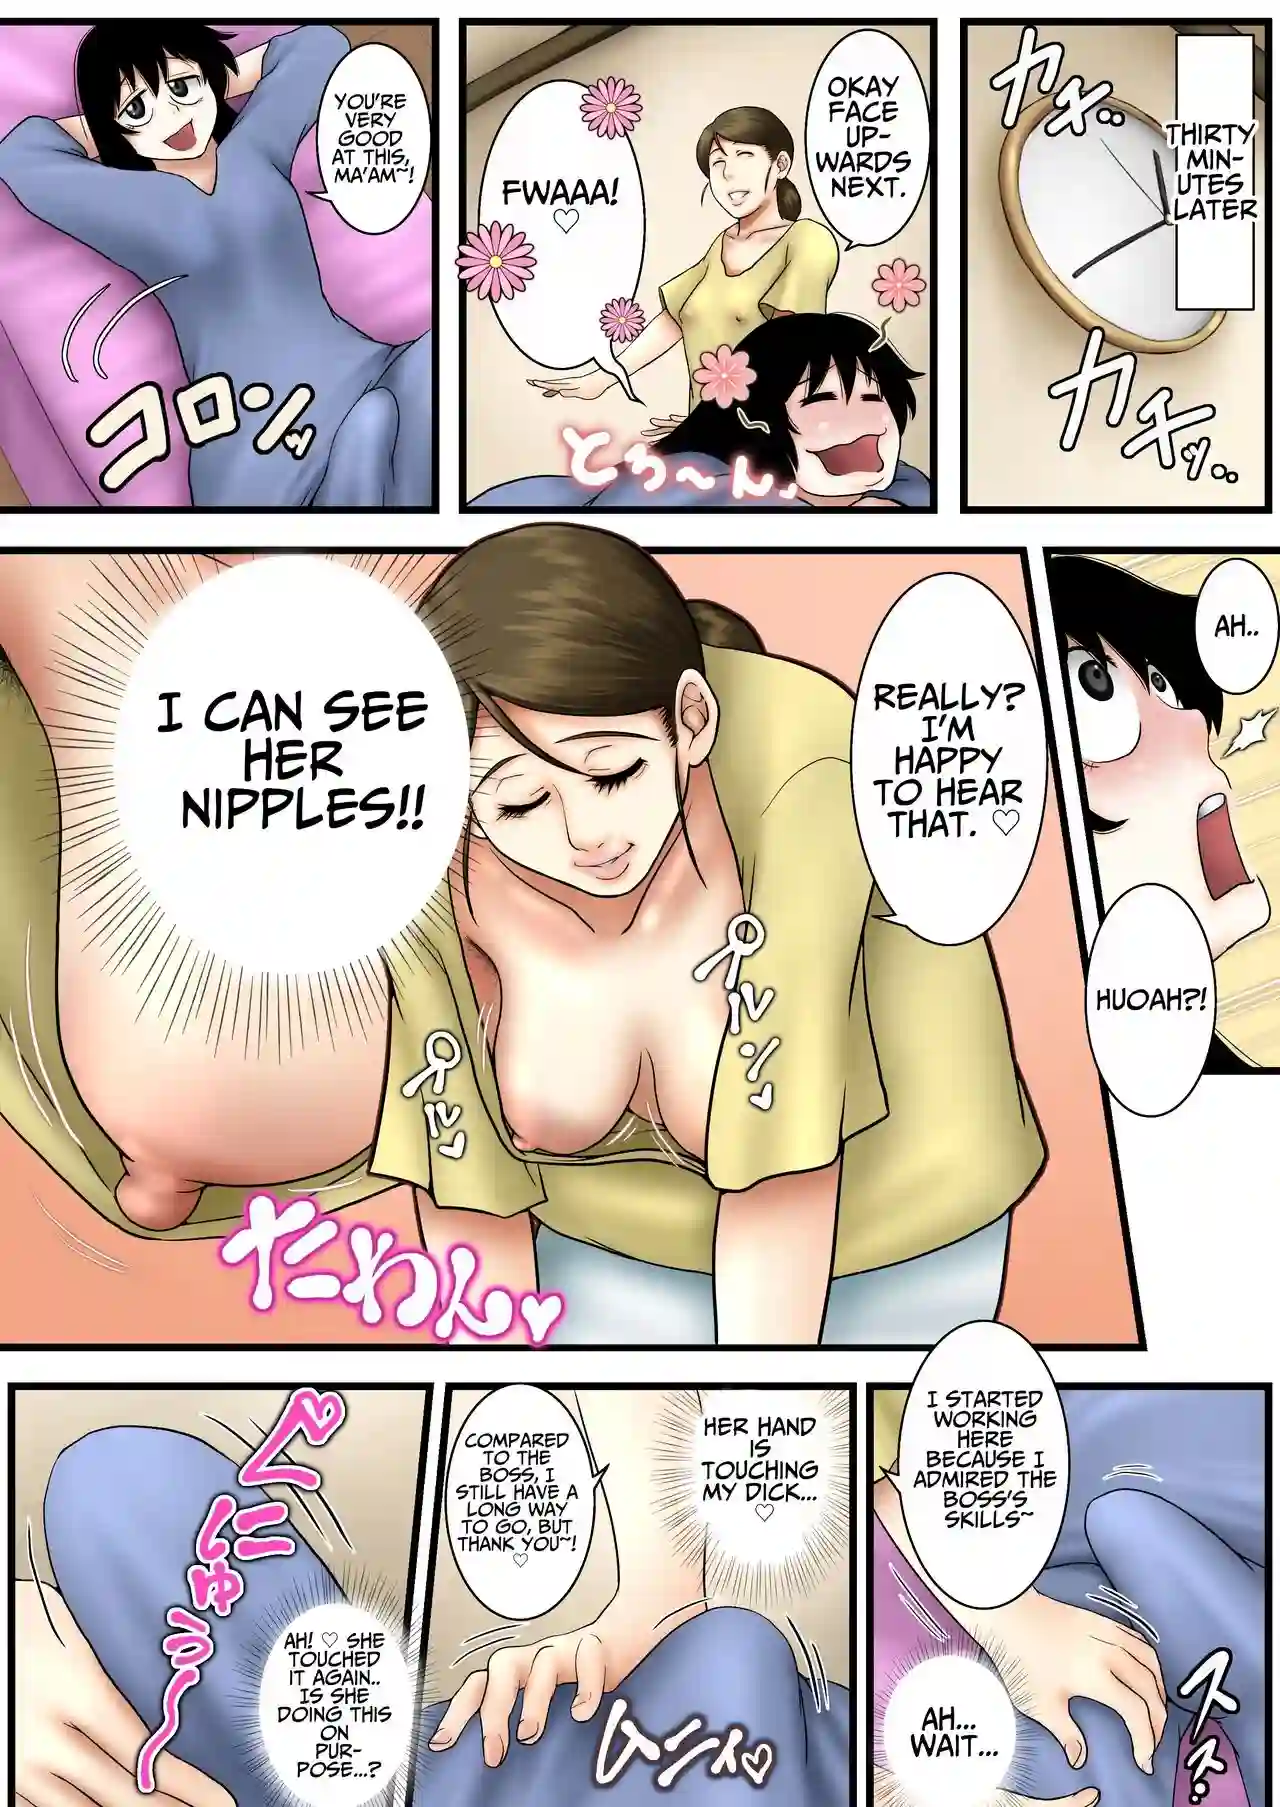 THIRTY
MIN-
UTES
LATER
カチ..
カチッ..
OKAY
FACE
UP-
WARDS
NEXT.
FWAAA!
♡
とろ～ん
YOU'RE
VERY
GOOD
AT THIS,
MA'AM~!
コロンッ
AH..
HUOAH?!
REALLY?
I'M
HAPPY
TO HEAR
THAT. ♡
I CAN SEE
HER
NIPPLES!!
プルン♡
プル♡
たわん♡
I STARTED
WORKING
HERE
BECAUSE I
ADMIRED THE
BOSS'S
SKILLS~
AH...
WAIT...
スス..
HER HAND
IS
TOUCHING
MY DICK...
♡
COMPARED
TO THE
BOSS, I
STILL HAVE A
LONG WAY
TO GO, BUT
THANK YOU~!
♡
ムニィ♡
ぐにゅう～
AH! ♡ SHE
TOUCHED
IT AGAIN..
IS SHE
DOING THIS
ON
PUR-
POSE...?